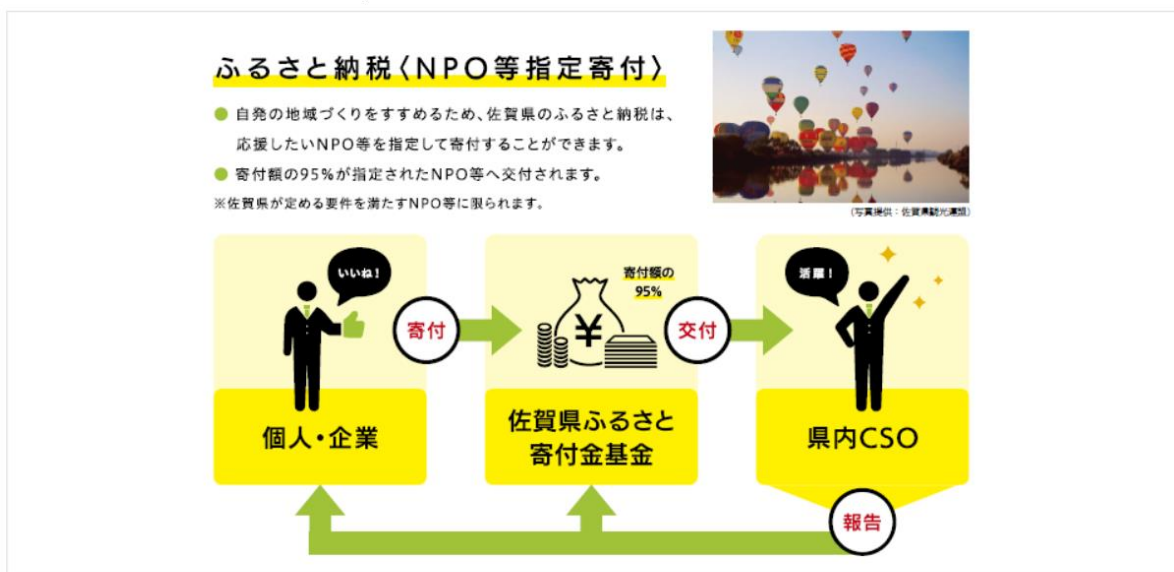 ふるさと納税〈NPO等指定寄付〉
● 自発の地域づくりをすすめるため、佐賀県のふるさと納税は、
応援したいNPO等を指定して寄付することができます。
● 寄付額の95%が指定されたNPO等へ交付されます。
※佐賀県が定める要件を満たすNPO等に限られます。
(写真提供:佐賀県観光連盟)
いいね!
寄付
寄付額の
95%
¥
交付
活躍!
個人・企業
佐賀県ふるさと
寄付金基金
県内CSO
報告